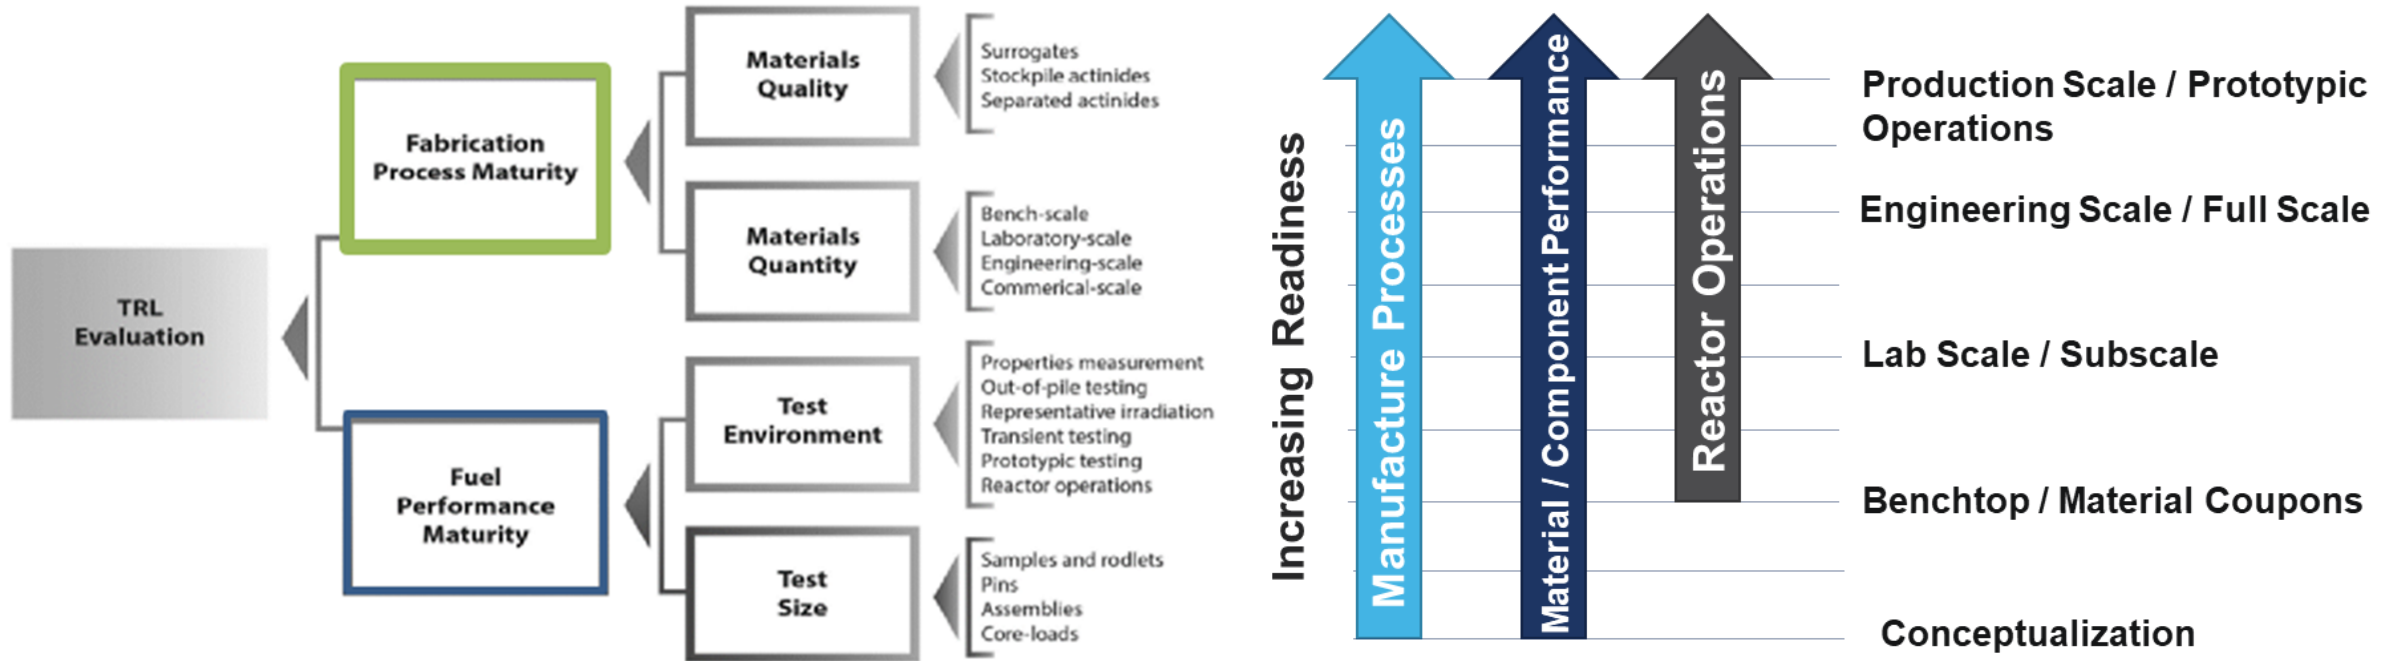 TRL
Evaluation
Fabrication
Process Maturity
Fuel
Performance
Maturity
Materials
Quality
Surrogates
Stockpile actinides
Separated actinides
Materials
Quantity
Bench-scale
Laboratory-scale
Engineering-scale
Commerical-scale
Test
Environment
Properties measurement
Out-of-pile testing
Representative irradiation
Transient testing
Prototypic testing
Reactor operations
Test
Size
Samples and rodlets
Pins
Assemblies
Core-loads
Increasing Readiness
Manufacture Processes
Material / Component Performance
Reactor Operations
Production Scale / Prototypic
Operations
Engineering Scale / Full Scale
Lab Scale / Subscale
Benchtop / Material Coupons
Conceptualization